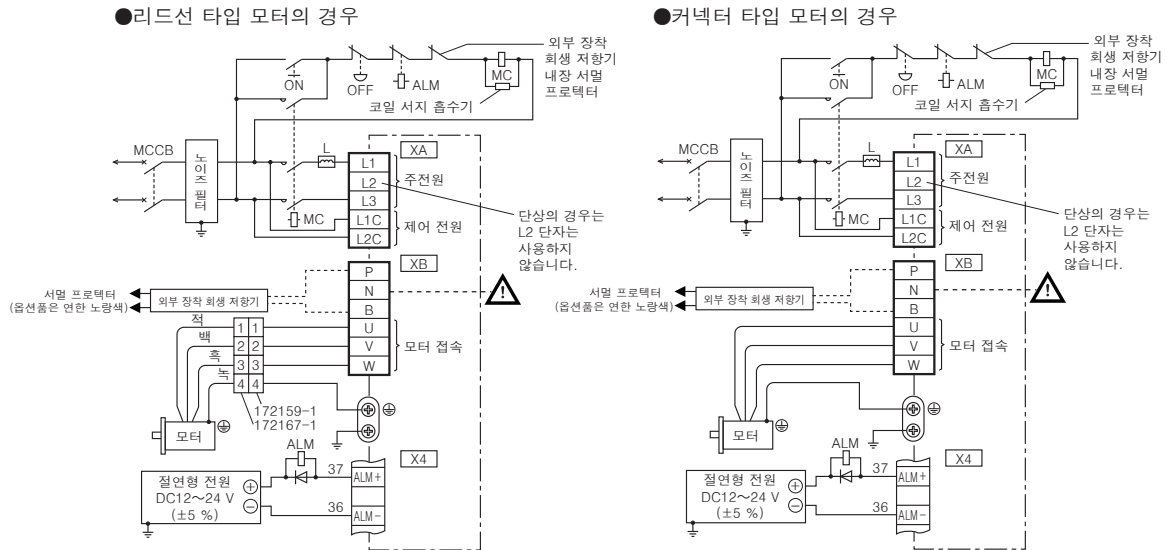 ●리드선 타입 모터의 경우
외부 장착
회생 저항기
내장 서멀
프로텍터
ON
OFF
ALM
MC
코일 서지 흡수기
MCCB
노이즈 필터
L
XA
L1
L2
L3
L1C
L2C
주전원
제어 전원
MC
단상의 경우는
L2 단자는
사용하지
않습니다.
XB
P
N
B
U
V
W
모터 접속
서멀 프로텍터
(옵션품은 연한 노랑색)
외부 장착 회생 저항기
적
백
흑
녹
1 1
2 2
3 3
4 4
172159-1
172167-1
모터
ALM
X4
절연형 전원
DC12～24 V
(±5 %)
37
ALM+
36
ALM-
●커넥터 타입 모터의 경우
외부 장착
회생 저항기
내장 서멀
프로텍터
ON
OFF
ALM
MC
코일 서지 흡수기
MCCB
노이즈 필터
L
XA
L1
L2
L3
L1C
L2C
주전원
제어 전원
MC
단상의 경우는
L2 단자는
사용하지
않습니다.
XB
P
N
B
U
V
W
모터 접속
서멀 프로텍터
(옵션품은 연한 노랑색)
외부 장착 회생 저항기
모터
ALM
X4
절연형 전원
DC12～24 V
(±5 %)
37
ALM+
36
ALM-